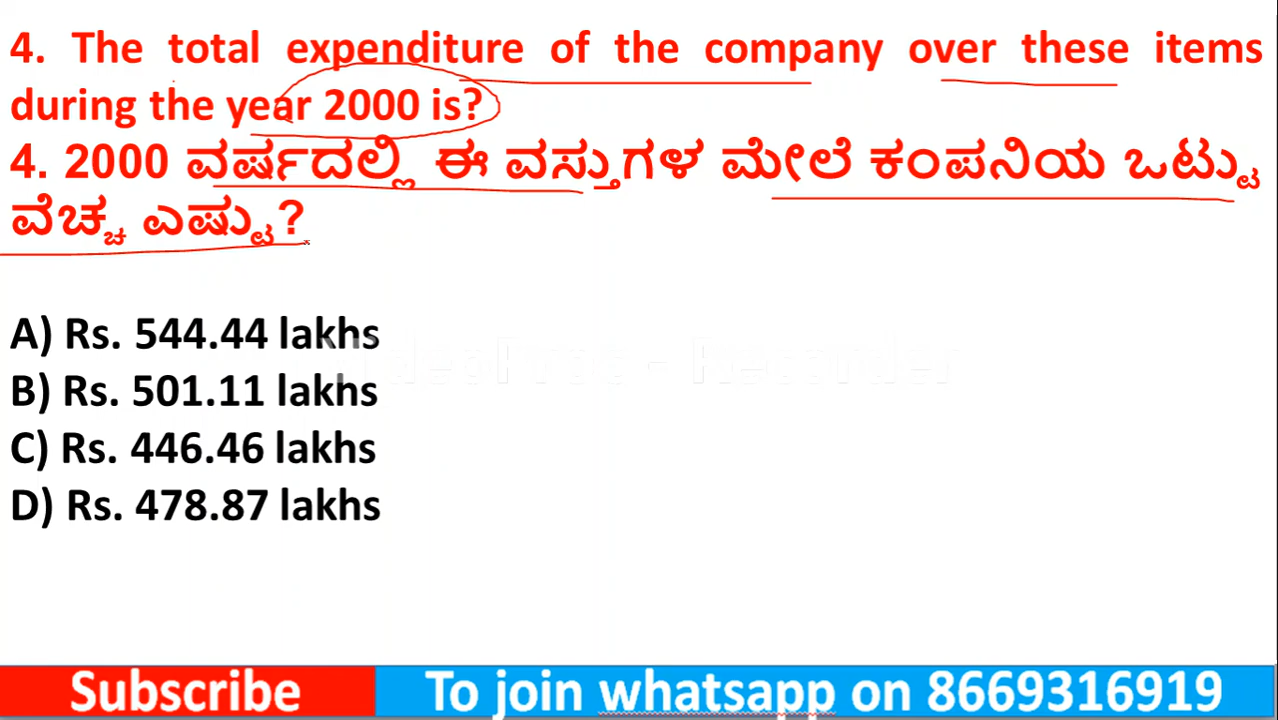 4. The total expenditure of the company over these items
during the year 2000 is?
4. 2000 ವರ್ಷದಲ್ಲಿ ಈ ವಸ್ತುಗಳ ಮೇಲೆ ಕಂಪನಿಯ ಒಟ್ಟು
ವೆಚ್ಚ ಎಷ್ಟು?
A) Rs. 544.44 lakhs
B) Rs. 501.11 lakhs
C) Rs. 446.46 lakhs
D) Rs. 478.87 lakhs
Subscribe To join whatsapp on 8669316919